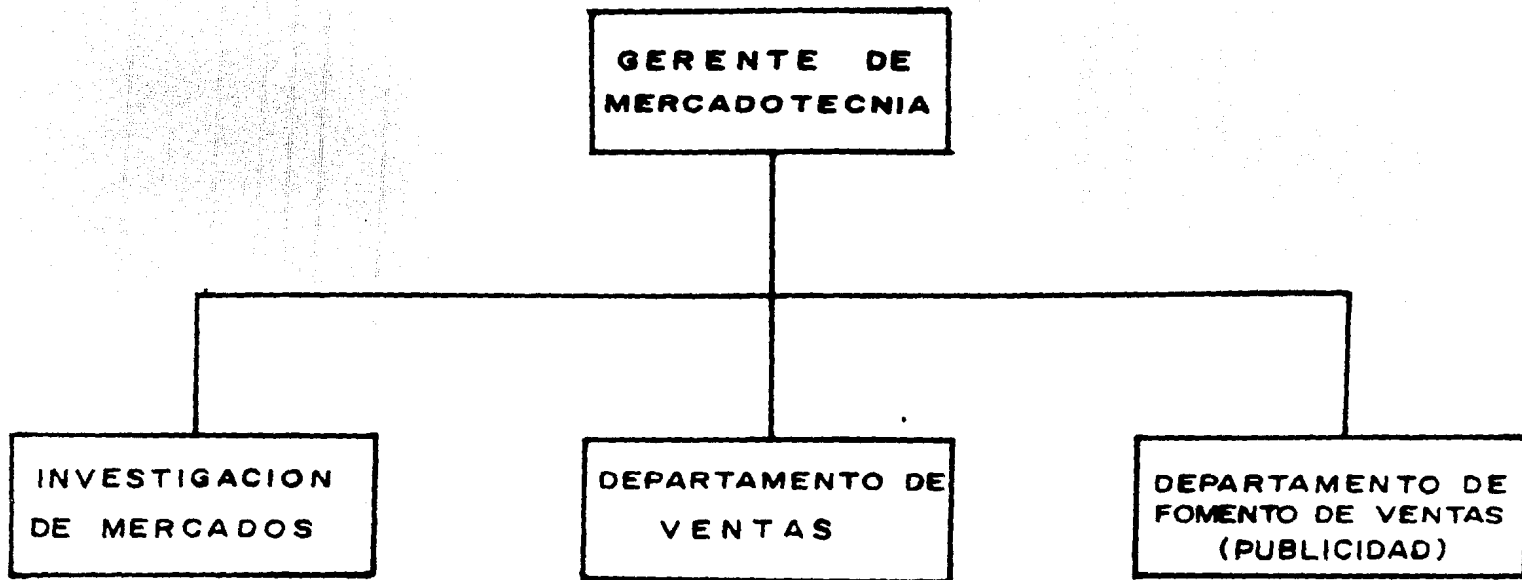 GERENTE DE
MERCADOTECNIA
INVESTIGACION
DE MERCADOS
DEPARTAMENTO DE
VENTAS
DEPARTAMENTO DE
FOMENTO DE VENTAS
(PUBLICIDAD)